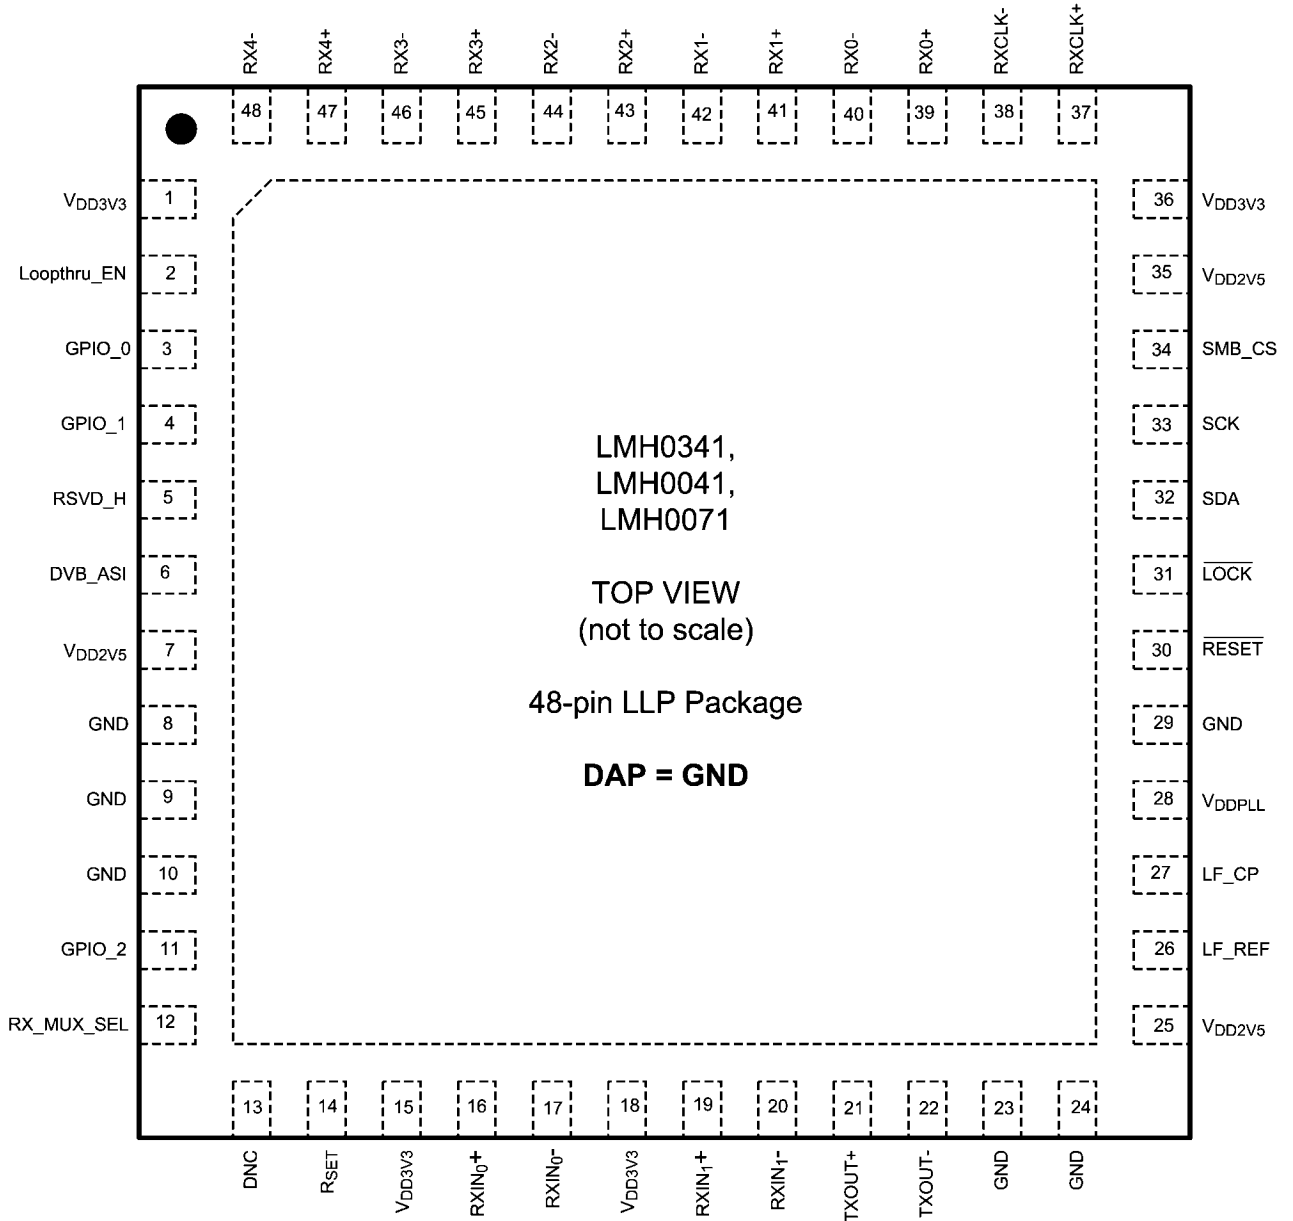 RX4-
RX4+
RX3-
RX3+
RX2-
RX2+
RX1-
RX1+
RX0-
RX0+
RXCLK-
RXCLK+
48 47 46 45 44 43 42 41 40 39 38 37
VDD3V3 1
Loopthru_EN 2
GPIO_0 3
GPIO_1 4
RSVD_H 5
DVB_ASI 6
VDD2V5 7
GND 8
GND 9
GND 10
GPIO_2 11
RX_MUX_SEL 12
LMH0341,
LMH0041,
LMH0071
TOP VIEW
(not to scale)
48-pin LLP Package
DAP = GND
36 VDD3V3
35 VDD2V5
34 SMB_CS
33 SCK
32 SDA
31 LOCK
30 RESET
29 GND
28 VDDPLL
27 LF_CP
26 LF_REF
25 VDD2V5
13 14 15 16 17 18 19 20 21 22 23 24
DNC
RSET
VDD3V3
RXIN0+
RXIN0-
VDD3V3
RXIN1+
RXIN1-
TXOUT+
TXOUT-
GND
GND